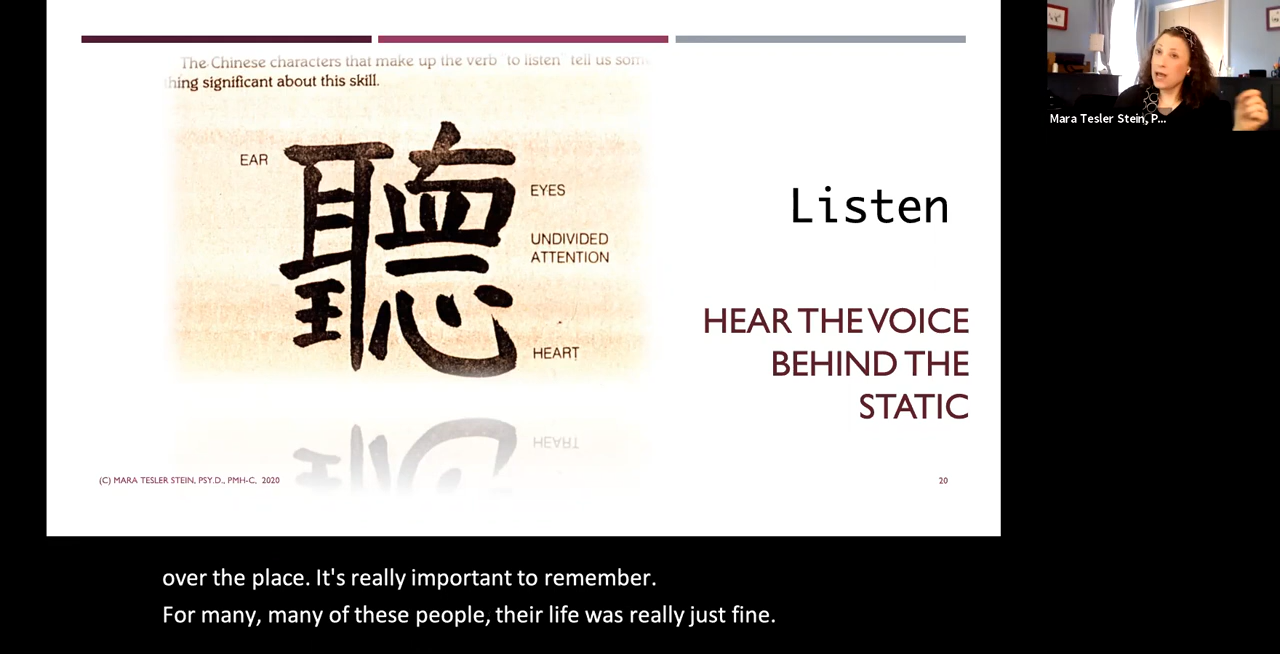 The Chinese characters that make up the verb "to listen" tell us som
thing significant about this skill.
EAR
聽
EYES
UNDIVIDED
ATTENTION
HEART
HEART
Listen
HEAR THE VOICE
BEHIND THE
STATIC
(C) MARA TESLER STEIN, PSY.D., PMH-C, 2020
20
Mara Tesler Stein, P...
over the place. It's really important to remember.
For many, many of these people, their life was really just fine.